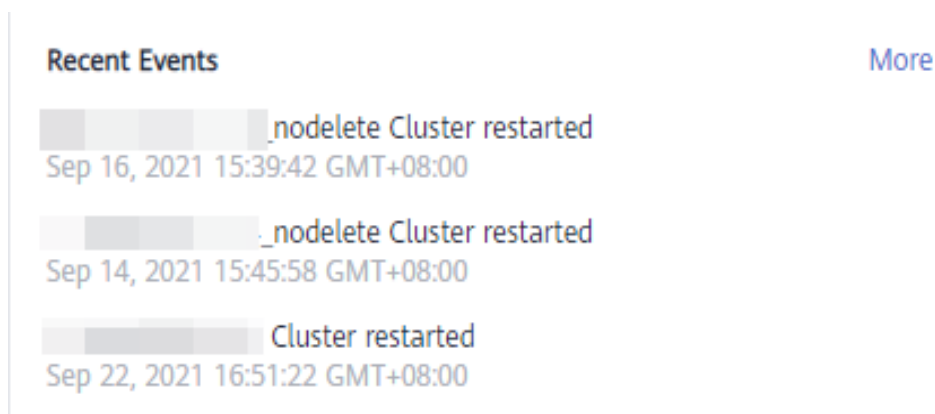 Recent Events More
_nodelete Cluster restarted
Sep 16, 2021 15:39:42 GMT+08:00
_nodelete Cluster restarted
Sep 14, 2021 15:45:58 GMT+08:00
Cluster restarted
Sep 22, 2021 16:51:22 GMT+08:00